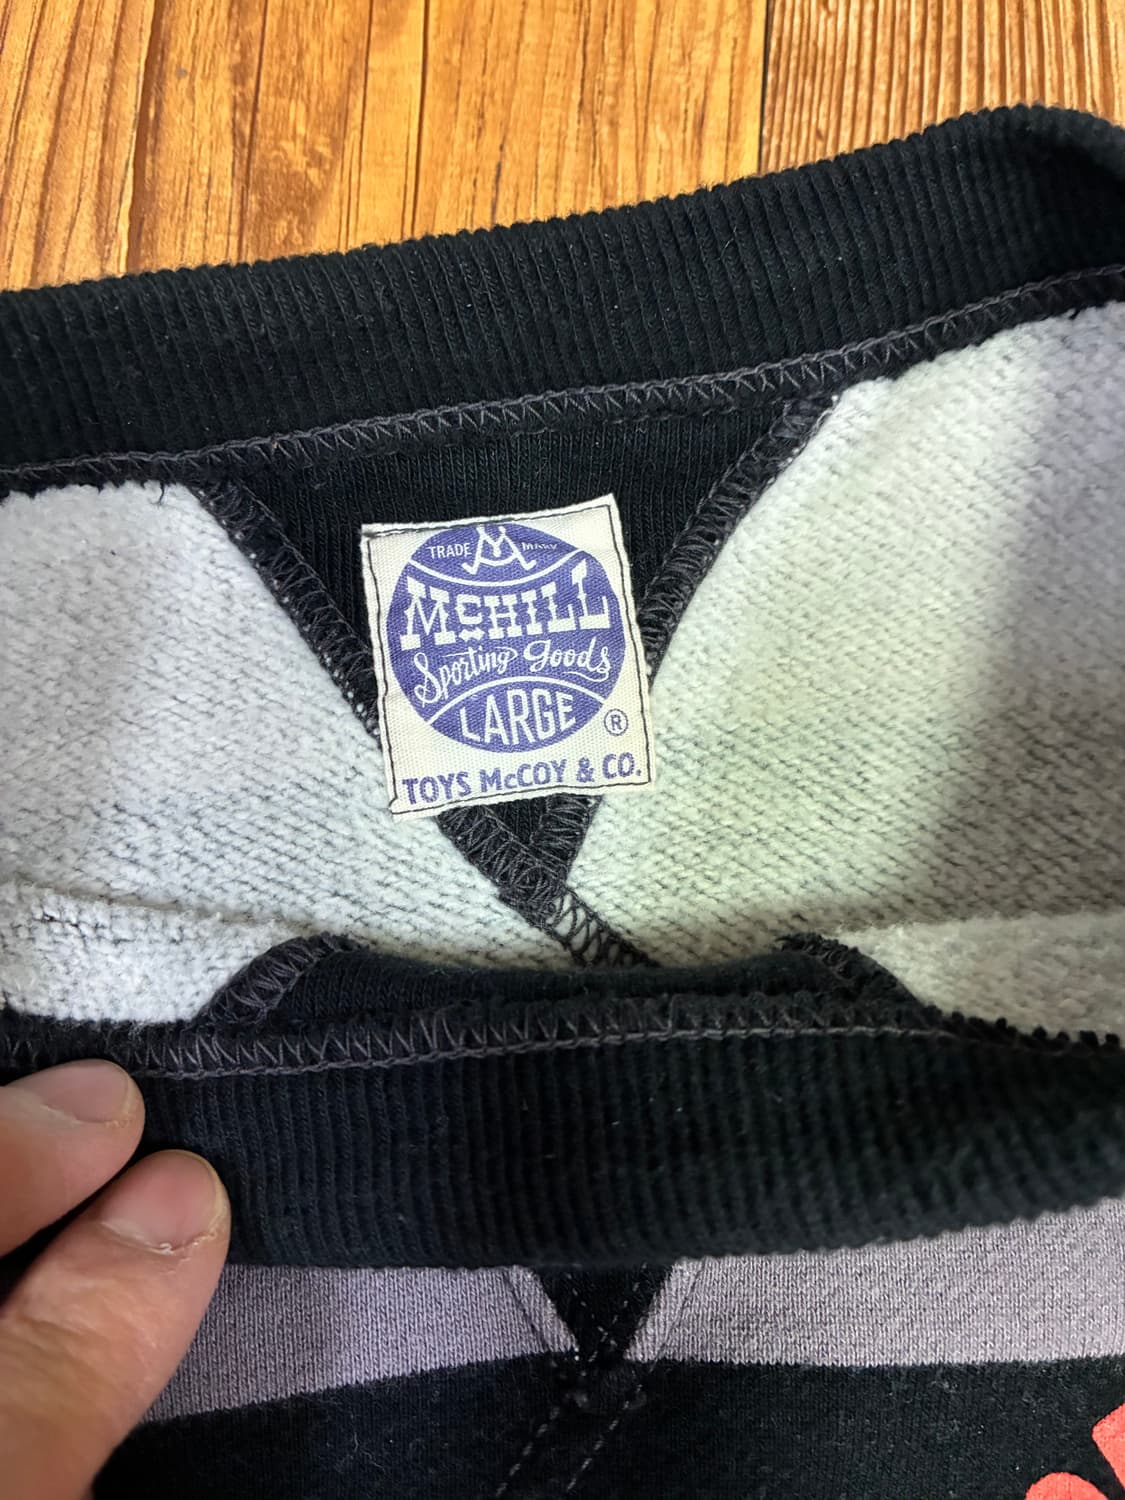 TRADE MARK
McHILL
Sporting Goods
LARGE
®
TOYS McCOY & CO.